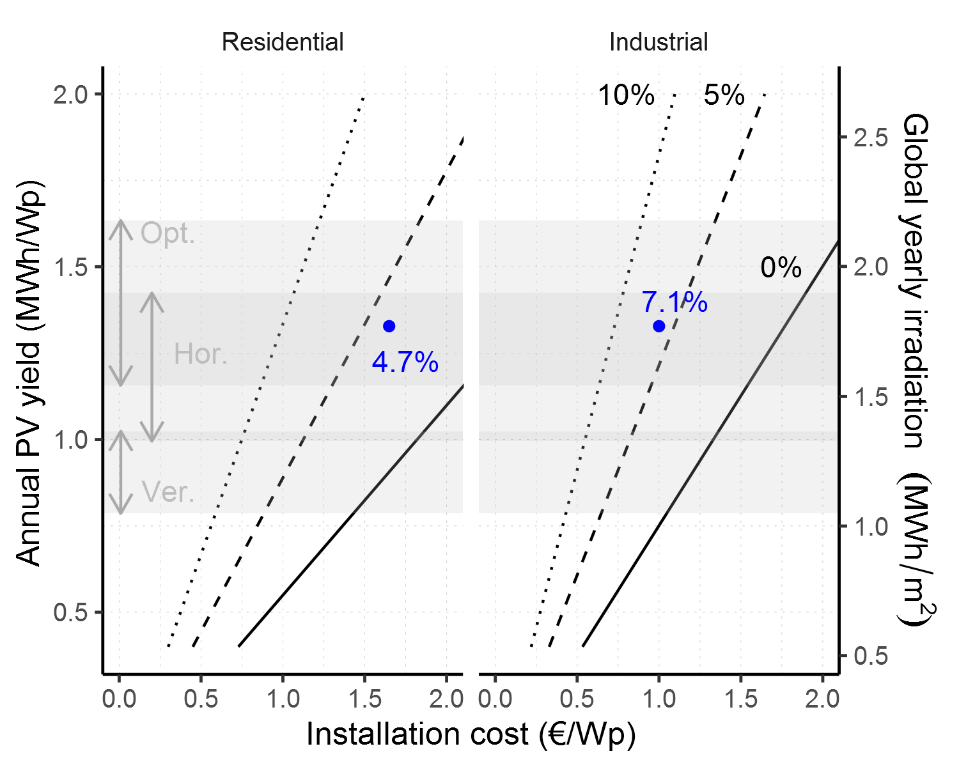 Residential
Industrial
Annual PV yield (MWh/Wp)
2.0
1.5
1.0
0.5
Opt.
Hor.
Ver.
4.7%
10%
5%
0%
7.1%
2.5
2.0
1.5
1.0
0.5
Global yearly irradiation (MWh/m²)
0.0 0.5 1.0 1.5 2.0
0.0 0.5 1.0 1.5 2.0
Installation cost (€/Wp)